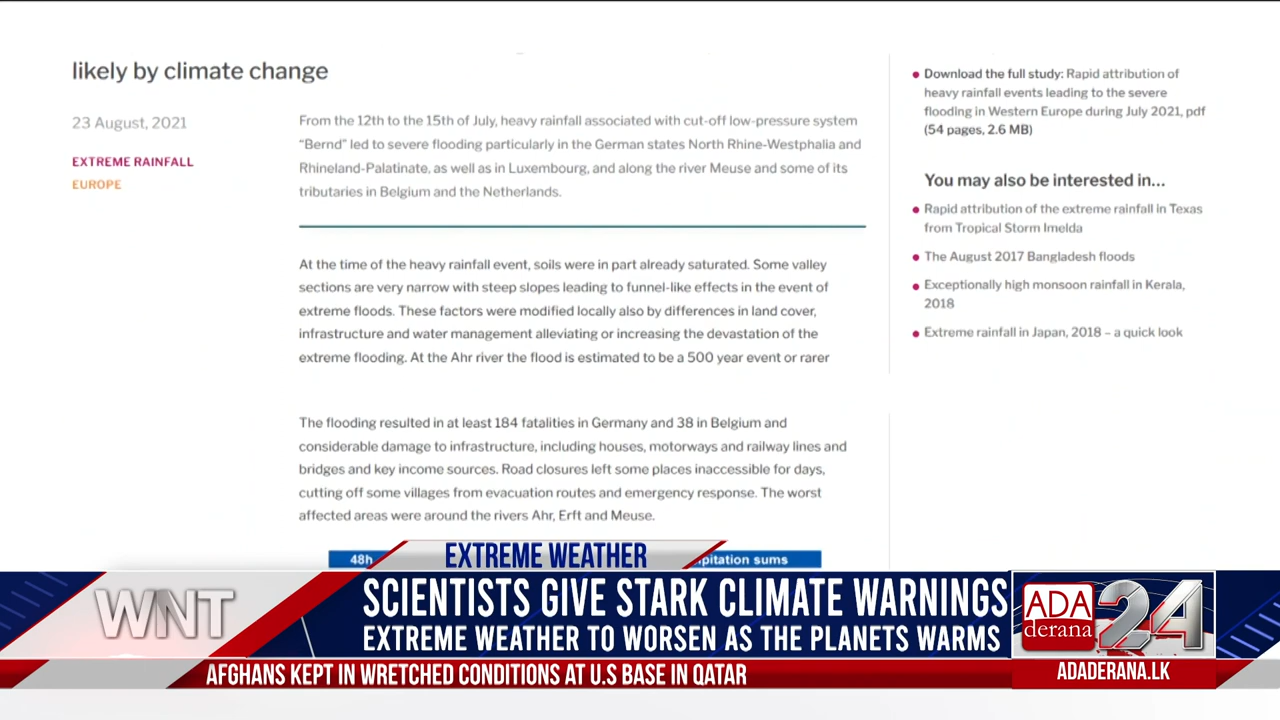 likely by climate change
23 August, 2021
EXTREME RAINFALL
EUROPE
From the 12th to the 15th of July, heavy rainfall associated with cut-off low-pressure system
“Bernd” led to severe flooding particularly in the German states North Rhine-Westphalia and
Rhineland-Palatinate, as well as in Luxembourg, and along the river Meuse and some of its
tributaries in Belgium and the Netherlands.
At the time of the heavy rainfall event, soils were in part already saturated. Some valley
sections are very narrow with steep slopes leading to funnel-like effects in the event of
extreme floods. These factors were modified locally also by differences in land cover,
infrastructure and water management alleviating or increasing the devastation of the
extreme flooding. At the Ahr river the flood is estimated to be a 500 year event or rarer
The flooding resulted in at least 184 fatalities in Germany and 38 in Belgium and
considerable damage to infrastructure, including houses, motorways and railway lines and
bridges and key income sources. Road closures left some places inaccessible for days,
cutting off some villages from evacuation routes and emergency response. The worst
affected areas were around the rivers Ahr, Erft and Meuse.
Download the full study: Rapid attribution of
heavy rainfall events leading to the severe
flooding in Western Europe during July 2021, pdf
(54 pages, 2.6 MB)
You may also be interested in...
Rapid attribution of the extreme rainfall in Texas
from Tropical Storm Imelda
The August 2017 Bangladesh floods
Exceptionally high monsoon rainfall in Kerala,
2018
Extreme rainfall in Japan, 2018 – a quick look
48h pitation sums
EXTREME WEATHER
WNT
SCIENTISTS GIVE STARK CLIMATE WARNINGS
EXTREME WEATHER TO WORSEN AS THE PLANETS WARMS
ADA
derana
24
AFGHANS KEPT IN WRETCHED CONDITIONS AT U.S BASE IN QATAR
ADADERANA.LK